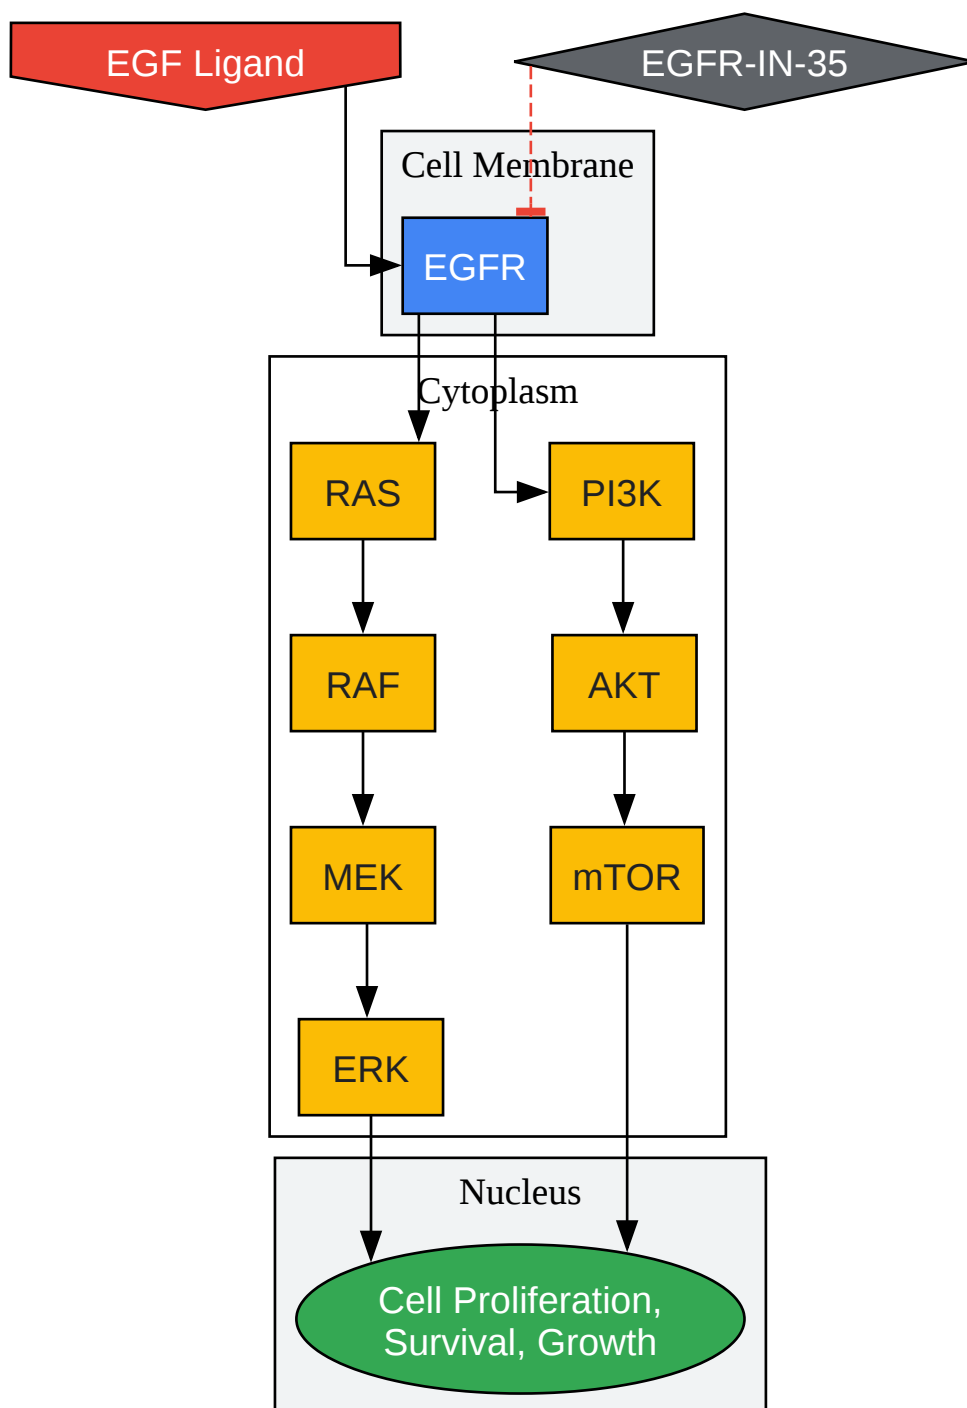 EGF Ligand
EGFR-IN-35
Cell Membrane
EGFR
Cytoplasm
RAS
PI3K
RAF
AKT
MEK
mTOR
ERK
Nucleus
Cell Proliferation,
Survival, Growth